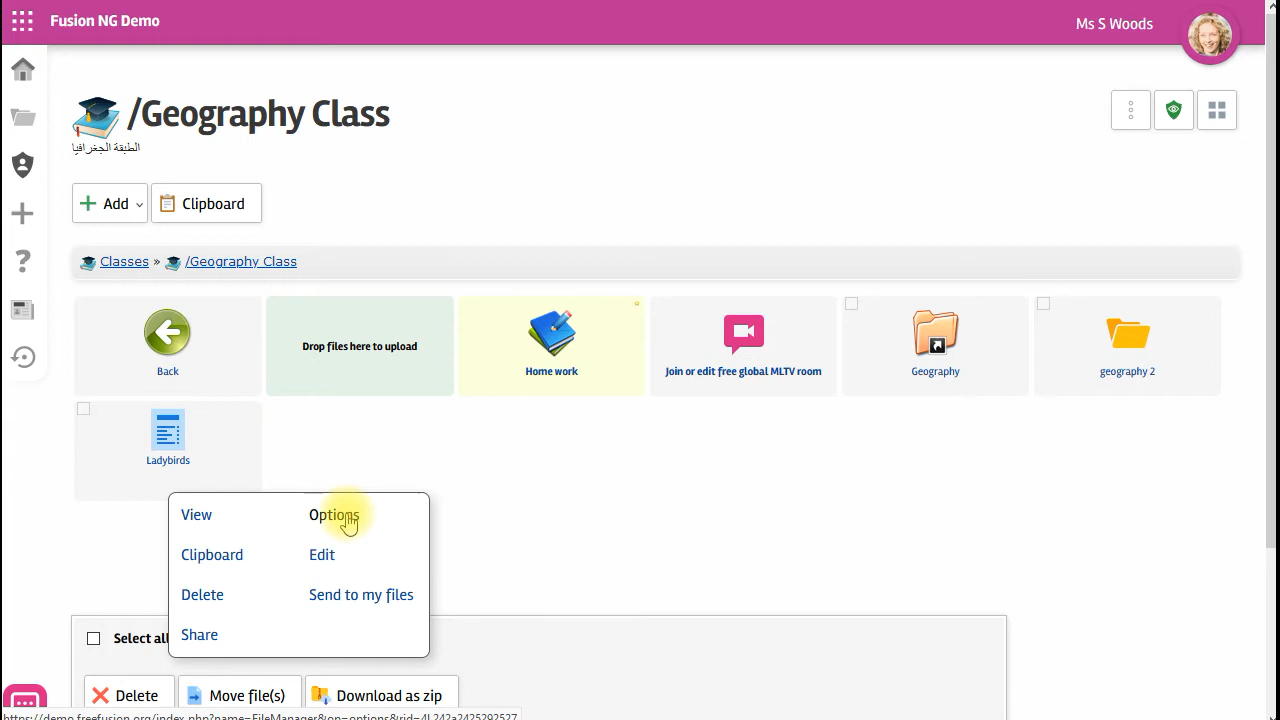 Fusion NG Demo
Ms S Woods
/Geography Class
الطبقة الجغرافيا
Add
Clipboard
Classes » /Geography Class
Back
Drop files here to upload
Home work
Join or edit free global MLTV room
Geography
geography 2
Ladybirds
View
Options
Clipboard
Edit
Delete
Send to my files
Share
Select all
Delete
Move file(s)
Download as zip